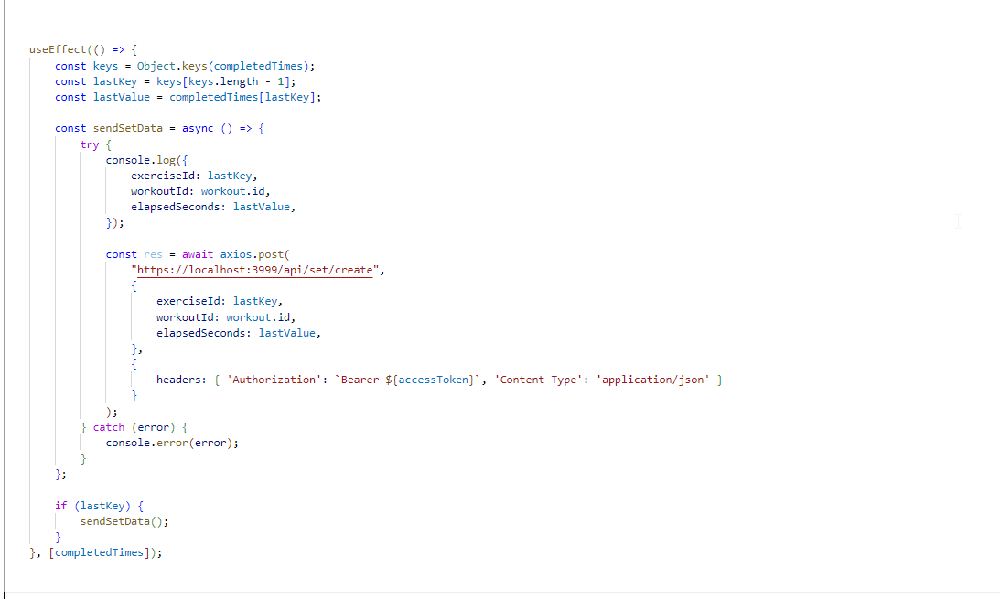 useEffect(() => {
    const keys = Object.keys(completedTimes);
    const lastKey = keys[keys.length - 1];
    const lastValue = completedTimes[lastKey];

    const sendSetData = async () => {
        try {
            console.log({
                exerciseId: lastKey,
                workoutId: workout.id,
                elapsedSeconds: lastValue,
            });

            const res = await axios.post(
                "https://localhost:3999/api/set/create",
                {
                    exerciseId: lastKey,
                    workoutId: workout.id,
                    elapsedSeconds: lastValue,
                },
                {
                    headers: { 'Authorization': `Bearer ${accessToken}`, 'Content-Type': 'application/json' }
                }
            );
        } catch (error) {
            console.error(error);
        }
    };

    if (lastKey) {
        sendSetData();
    }
}, [completedTimes]);